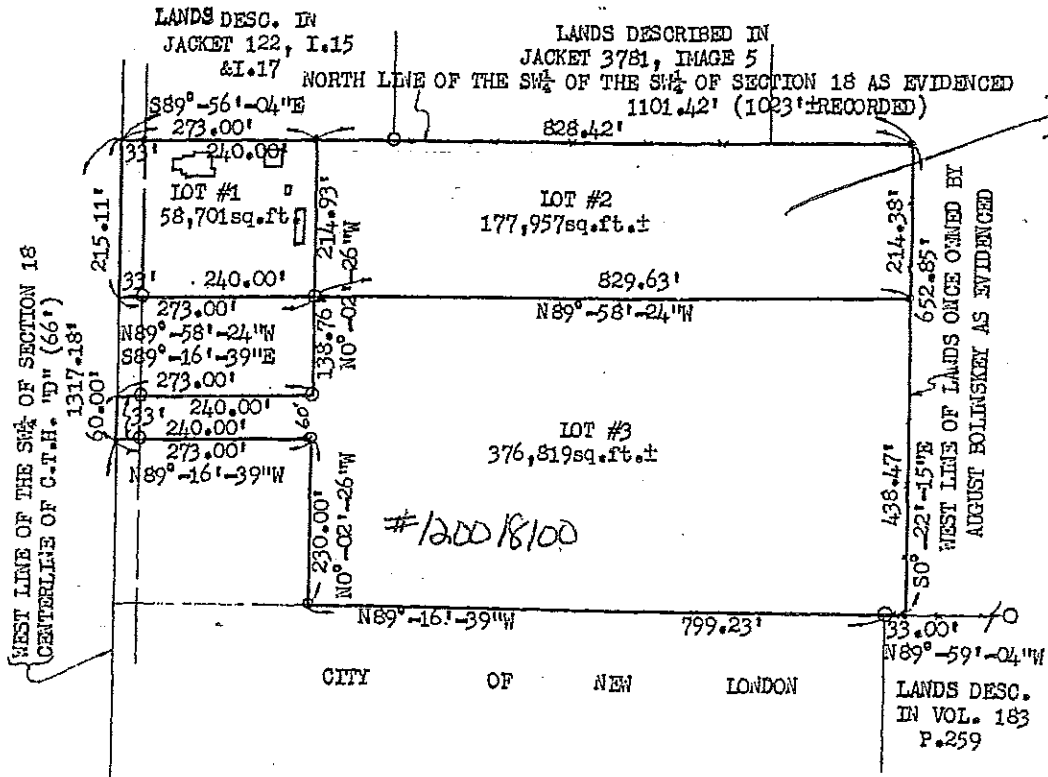 LANDS DESC. IN
JACKET 122, I.15
&I.17
LANDS DESCRIBED IN
JACKET 3781, IMAGE 5
NORTH LINE OF THE SW¼ OF THE SW¼ OF SECTION 18 AS EVIDENCED
1101.42' (1023'±RECORDED)
S89°-56'-04"E
273.00'
828.42'
33'
240.00'
LOT #1
58,701sq.ft.
215.11'
214.93'
N0°-02'-26"W
LOT #2
177,957sq.ft.±
214.38'
652.85'
WEST LINE OF LANDS ONCE OWNED BY
AUGUST BOLINSKEY AS EVIDENCED
33'
240.00'
273.00'
829.63'
N89°-58'-24"W
N89°-58'-24"W
S89°-16'-39"E
138.76'
273.00'
240.00'
33'
60.00'
60'
240.00'
273.00'
N89°-16'-39"W
WEST LINE OF THE SW¼ OF SECTION 18
(CENTERLINE OF C.T.H. "D" (66')
1317.18'
LOT #3
376,819sq.ft.±
438.47'
S0°-22'-15"E
230.00'
N0°-02'-26"W
#120018100
N89°-16'-39"W
799.23'
33.00'
N89°-59'-04"W
CITY OF NEW LONDON
LANDS DESC.
IN VOL. 183
P.259